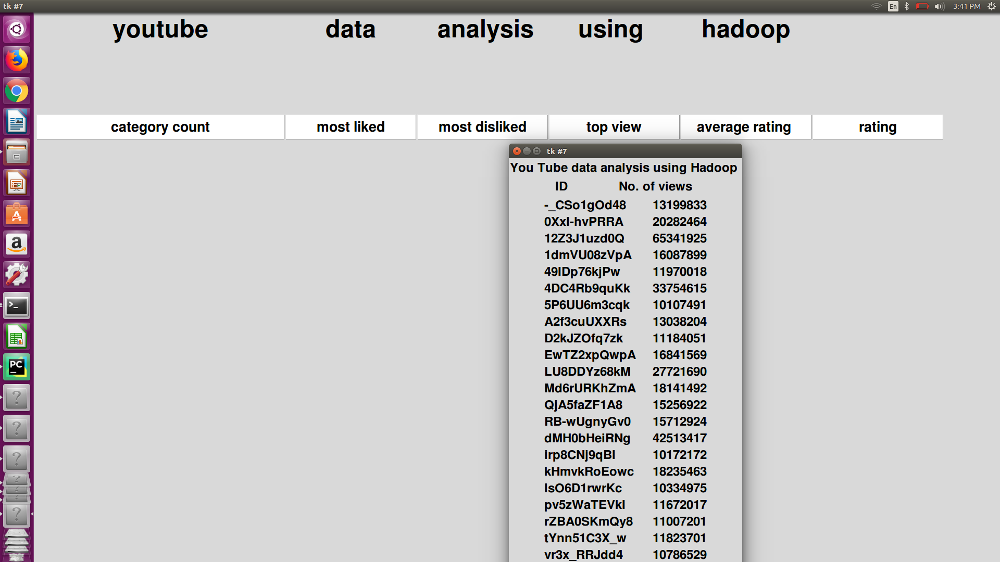 tk #7
En
3:41 PM
youtube data analysis using hadoop
category count most liked most disliked top view average rating rating
tk #7
You Tube data analysis using Hadoop
ID No. of views
-_CSo1gOd48 13199833
0XxI-hvPRRA 20282464
12Z3J1uzd0Q 65341925
1dmVU08zVpA 16087899
49IDp76kjPw 11970018
4DC4Rb9quKk 33754615
5P6UU6m3cqk 10107491
A2f3cuUXXRs 13038204
D2kJZOfq7zk 11184051
EwTZ2xpQwpA 16841569
LU8DDYz68kM 27721690
Md6rURKhZmA 18141492
QjA5faZF1A8 15256922
RB-wUgnyGv0 15712924
dMH0bHeiRNg 42513417
irp8CNj9qBI 10172172
kHmvkRoEowc 18235463
lsO6D1rwrKc 10334975
pv5zWaTEVkI 11672017
rZBA0SKmQy8 11007201
tYnn51C3X_w 11823701
vr3x_RRJdd4 10786529
PC